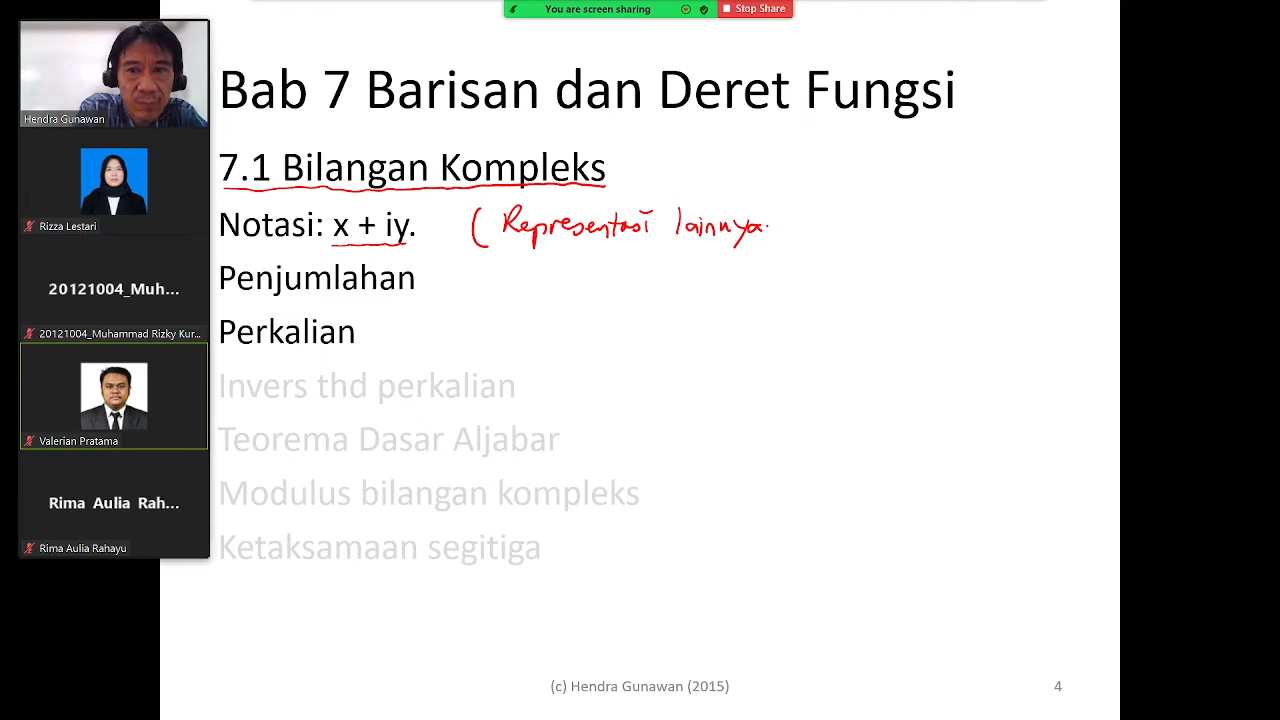 You are screen sharing
Stop Share
Hendra Gunawan
Rizza Lestari
20121004_Muh...
20121004_Muhammad Rizky Kur...
Valerian Pratama
Rima Aulia Rah...
Rima Aulia Rahayu
Bab 7 Barisan dan Deret Fungsi
7.1 Bilangan Kompleks
Notasi: x + iy. ( Representasi lainnya
Penjumlahan
Perkalian
Invers thd perkalian
Teorema Dasar Aljabar
Modulus bilangan kompleks
Ketaksamaan segitiga
(c) Hendra Gunawan (2015) 4